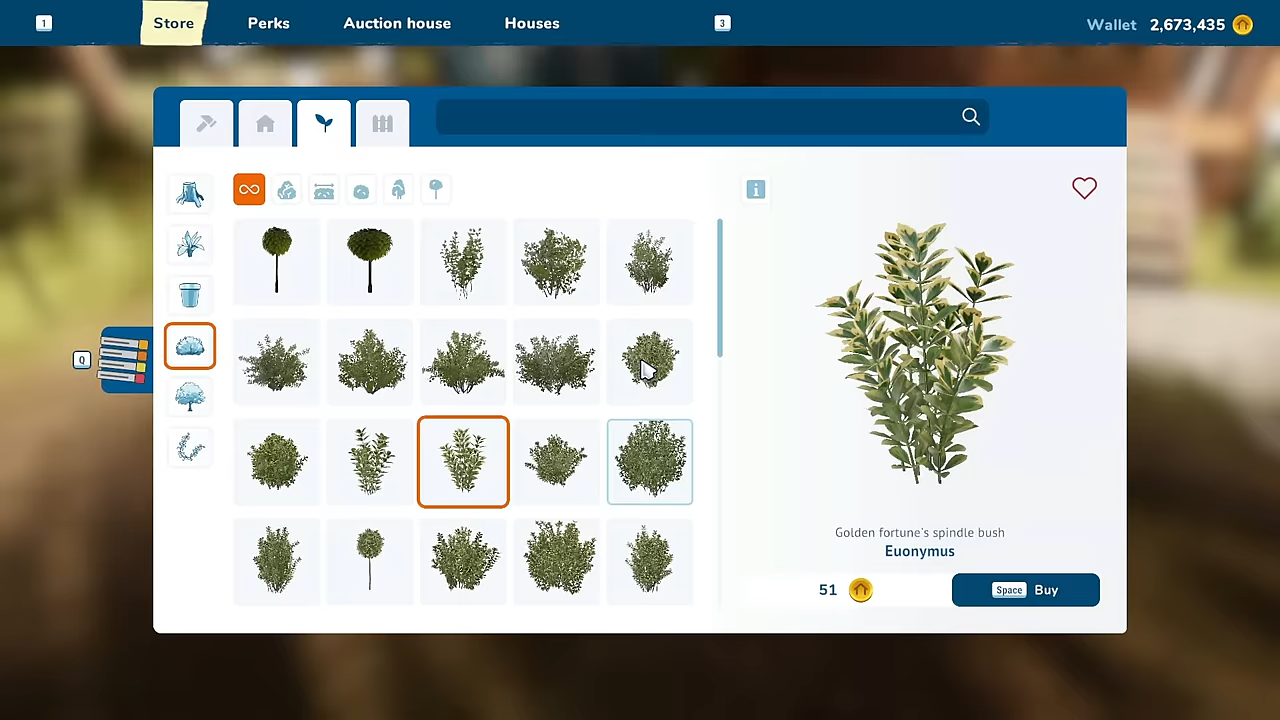 1
Store
Perks
Auction house
Houses
3
Wallet 2,673,435
Q
Golden fortune's spindle bush
Euonymus
51
Space Buy